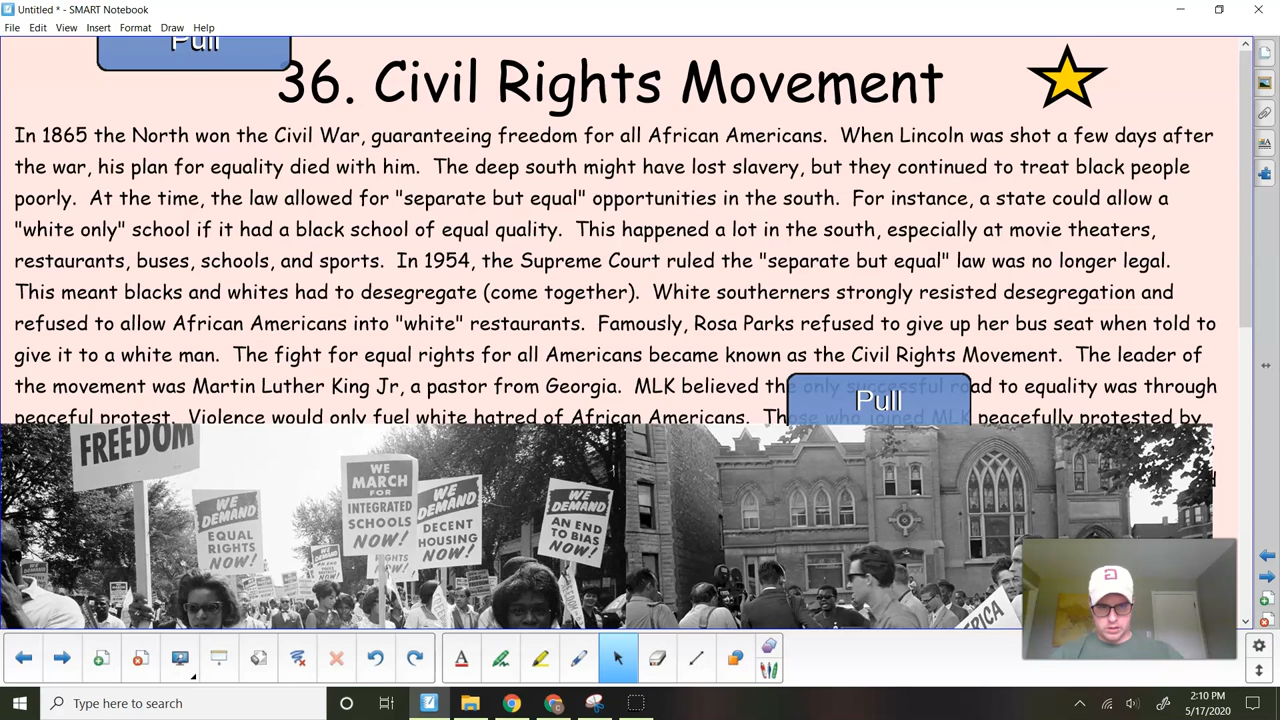 Untitled * - SMART Notebook
File Edit View Insert Format Draw Help
Pull
36. Civil Rights Movement
In 1865 the North won the Civil War, guaranteeing freedom for all African Americans. When Lincoln was shot a few days after
the war, his plan for equality died with him. The deep south might have lost slavery, but they continued to treat black people
poorly. At the time, the law allowed for "separate but equal" opportunities in the south. For instance, a state could allow a
"white only" school if it had a black school of equal quality. This happened a lot in the south, especially at movie theaters,
restaurants, buses, schools, and sports. In 1954, the Supreme Court ruled the "separate but equal" law was no longer legal.
This meant blacks and whites had to desegregate (come together). White southerners strongly resisted desegregation and
refused to allow African Americans into "white" restaurants. Famously, Rosa Parks refused to give up her bus seat when told to
give it to a white man. The fight for equal rights for all Americans became known as the Civil Rights Movement. The leader of
the movement was Martin Luther King Jr, a pastor from Georgia. MLK believed the only successful road to equality was through
peaceful protest. Violence would only fuel white hatred of African Americans. Those who joined MLK peacefully protested by
Pull
FREEDOM
WE DEMAND
EQUAL
RIGHTS
NOW!
WE
MARCH
FOR
INTEGRATED
SCHOOLS
NOW!
WE
DEMAND
DECENT
HOUSING
NOW!
WE
DEMAND
AN END
TO BIAS
NOW!
RIGHTS
NOW!
Type here to search
2:10 PM
5/17/2020